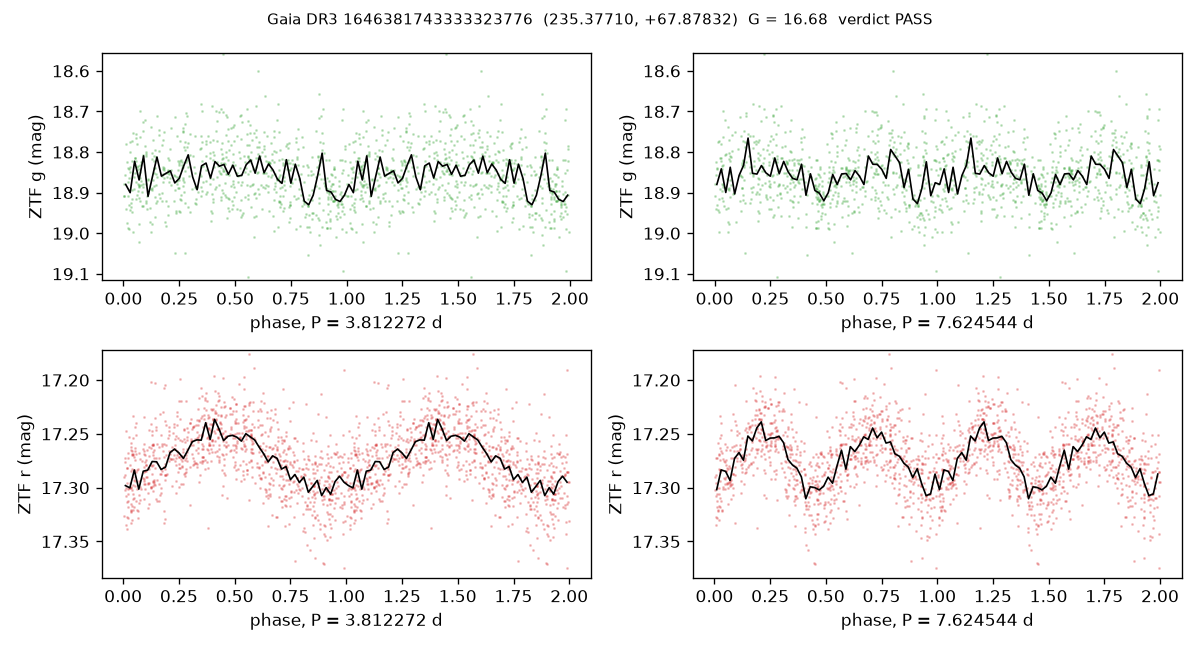 Gaia DR3 1646381743333323776 (235.37710, +67.87832) G = 16.68 verdict PASS
ZTF g (mag)
18.6
18.7
18.8
18.9
19.0
19.1
0.00 0.25 0.50 0.75 1.00 1.25 1.50 1.75 2.00
phase, P = 3.812272 d
ZTF g (mag)
18.6
18.7
18.8
18.9
19.0
19.1
0.00 0.25 0.50 0.75 1.00 1.25 1.50 1.75 2.00
phase, P = 7.624544 d
ZTF r (mag)
17.20
17.25
17.30
17.35
0.00 0.25 0.50 0.75 1.00 1.25 1.50 1.75 2.00
phase, P = 3.812272 d
ZTF r (mag)
17.20
17.25
17.30
17.35
0.00 0.25 0.50 0.75 1.00 1.25 1.50 1.75 2.00
phase, P = 7.624544 d